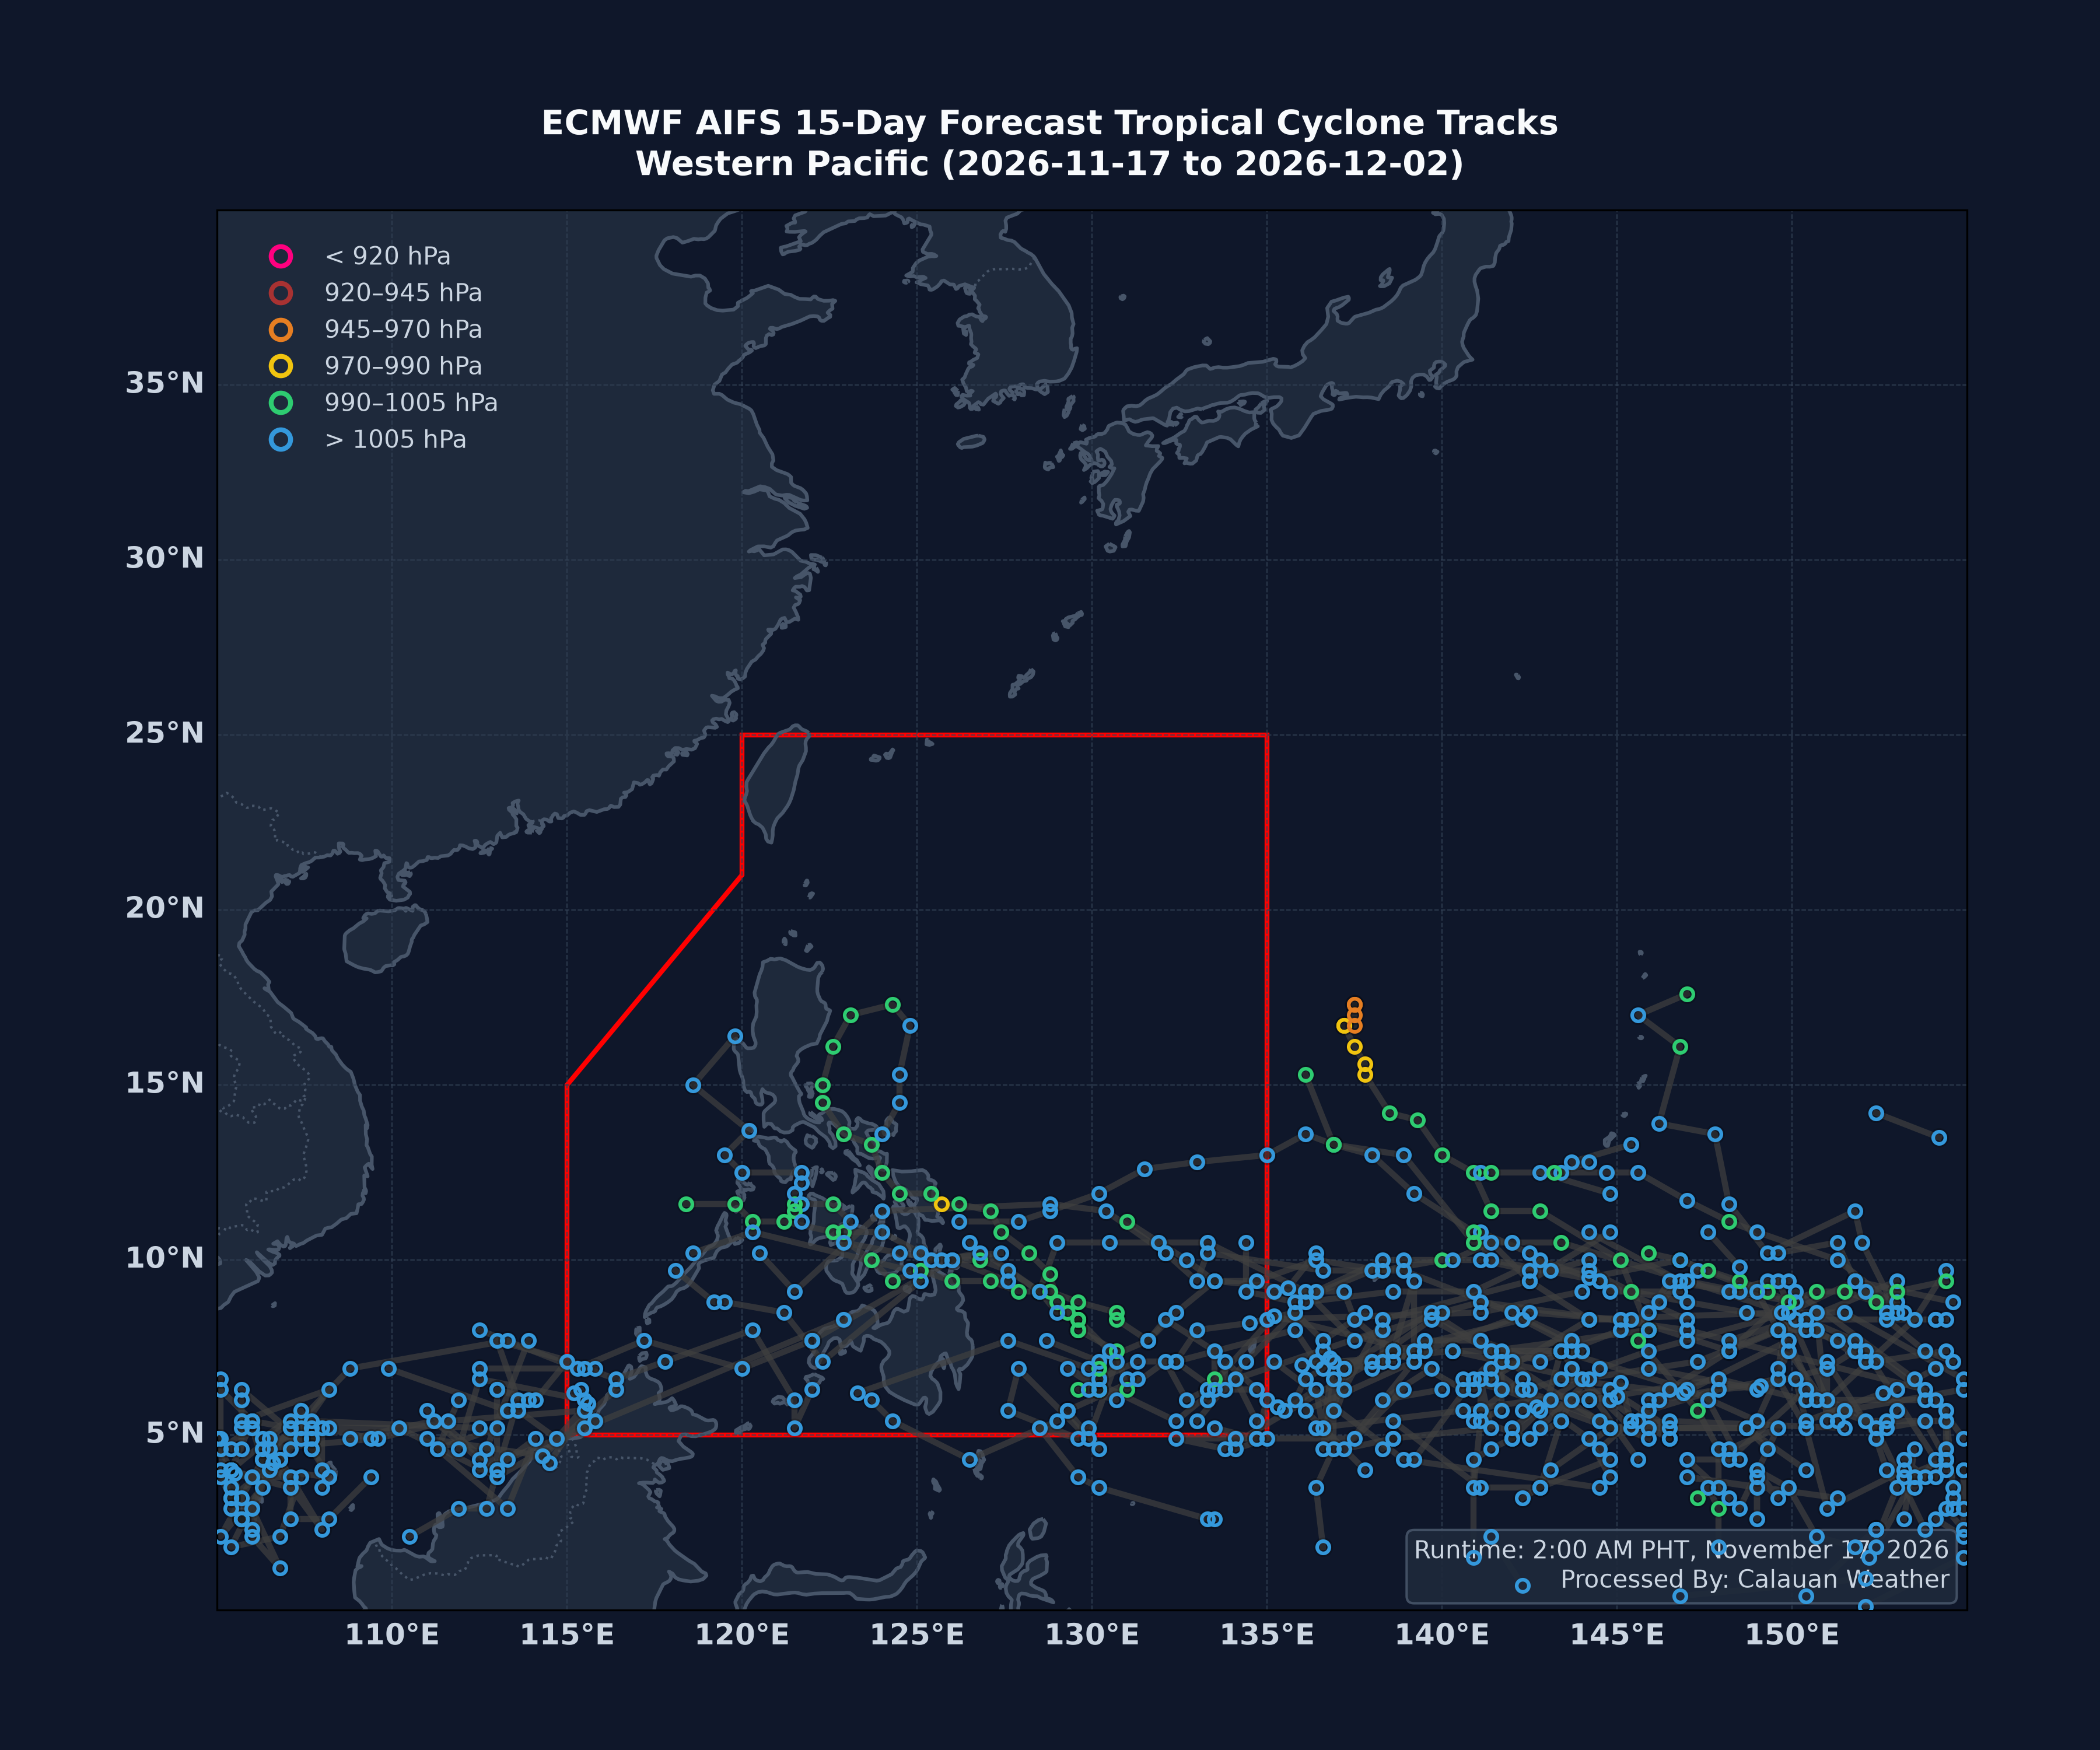 ECMWF AIFS 15-Day Forecast Tropical Cyclone Tracks
Western Pacific (2026-11-17 to 2026-12-02)
< 920 hPa
920–945 hPa
945–970 hPa
970–990 hPa
990–1005 hPa
> 1005 hPa
35°N
30°N
25°N
20°N
15°N
10°N
5°N
Runtime: 2:00 AM PHT, November 17, 2026
Processed By: Calauan Weather
110°E 115°E 120°E 125°E 130°E 135°E 140°E 145°E 150°E